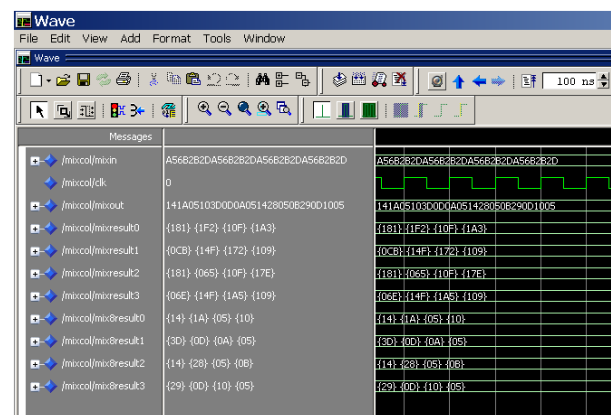 Wave
File Edit View Add Format Tools Window
Wave
100 ns
Messages
/mixcol/mixin A56B2B2DA56B2B2DA56B2B2DA56B2B2D A56B2B2DA56B2B2DA56B2B2DA56B2B2D
/mixcol/clk 0
/mixcol/mixout 141A05103D0D0A051428050B290D1005 141A05103D0D0A051428050B290D1005
/mixcol/mixresult0 {181} {1F2} {10F} {1A3} {181} {1F2} {10F} {1A3}
/mixcol/mixresult1 {0CB} {14F} {172} {109} {0CB} {14F} {172} {109}
/mixcol/mixresult2 {181} {065} {10F} {17E} {181} {065} {10F} {17E}
/mixcol/mixresult3 {06E} {14F} {1A5} {109} {06E} {14F} {1A5} {109}
/mixcol/mix8result0 {14} {1A} {05} {10} {14} {1A} {05} {10}
/mixcol/mix8result1 {3D} {0D} {0A} {05} {3D} {0D} {0A} {05}
/mixcol/mix8result2 {14} {28} {05} {0B} {14} {28} {05} {0B}
/mixcol/mix8result3 {29} {0D} {10} {05} {29} {0D} {10} {05}